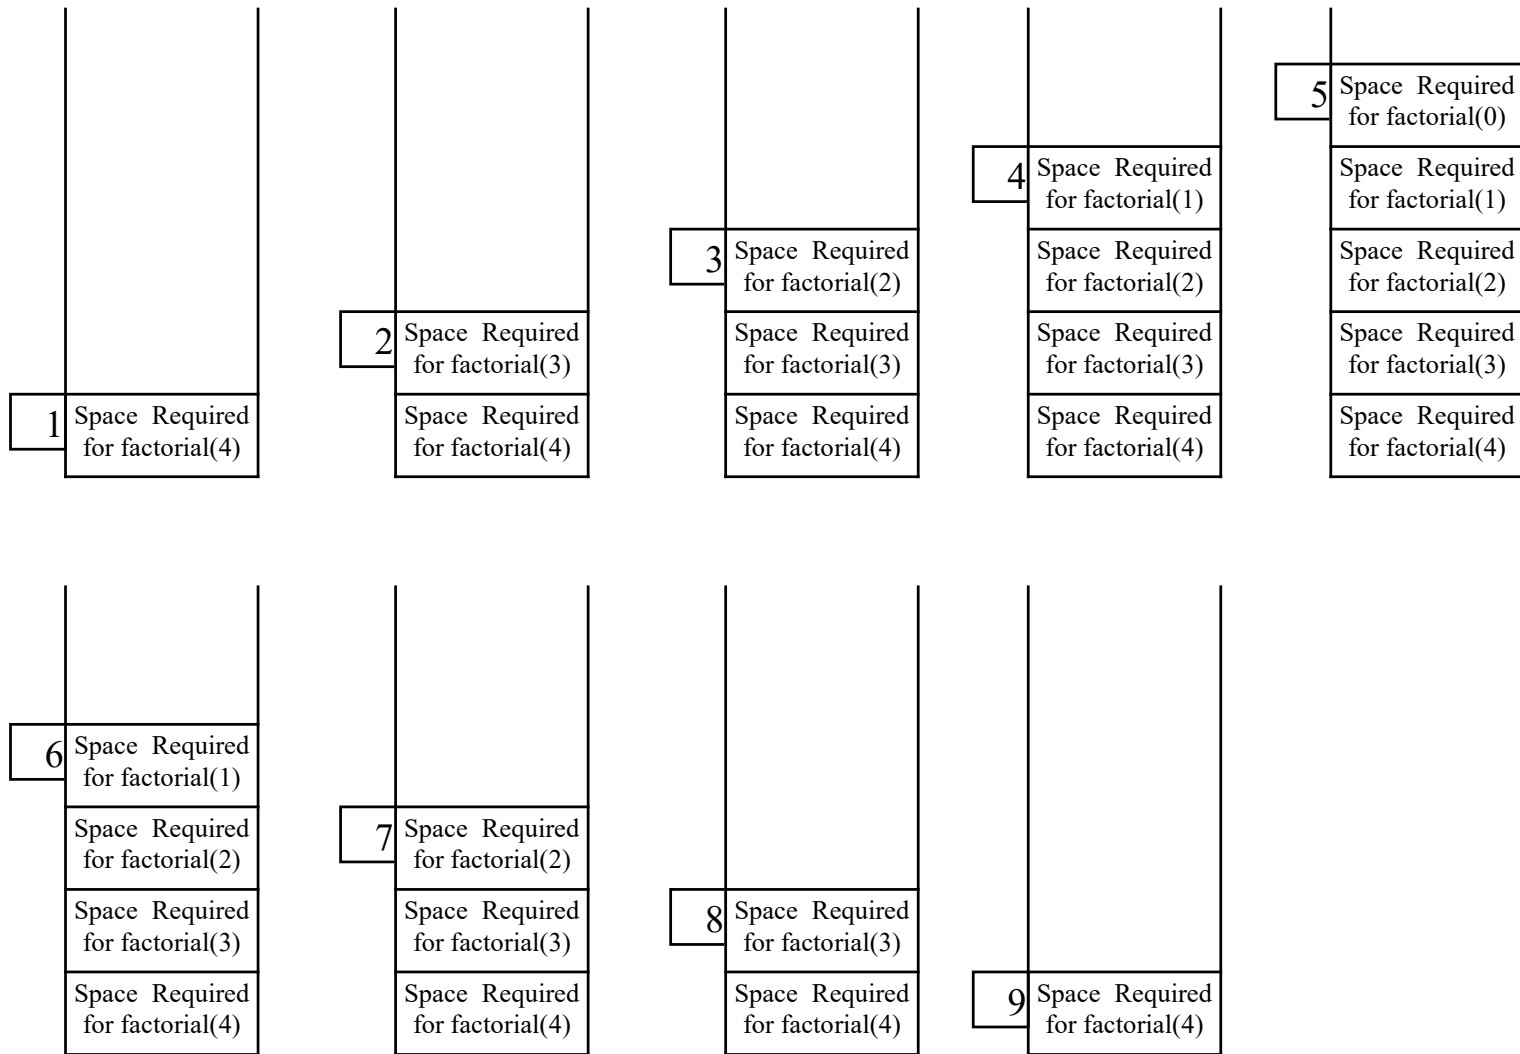 5
Space Required
for factorial(0)
4
Space Required
for factorial(1)
Space Required
for factorial(1)
3
Space Required
for factorial(2)
Space Required
for factorial(2)
Space Required
for factorial(2)
2
Space Required
for factorial(3)
Space Required
for factorial(3)
Space Required
for factorial(3)
Space Required
for factorial(3)
1
Space Required
for factorial(4)
Space Required
for factorial(4)
Space Required
for factorial(4)
Space Required
for factorial(4)
Space Required
for factorial(4)
6
Space Required
for factorial(1)
Space Required
for factorial(2)
7
Space Required
for factorial(2)
Space Required
for factorial(3)
Space Required
for factorial(3)
8
Space Required
for factorial(3)
Space Required
for factorial(4)
Space Required
for factorial(4)
Space Required
for factorial(4)
9
Space Required
for factorial(4)